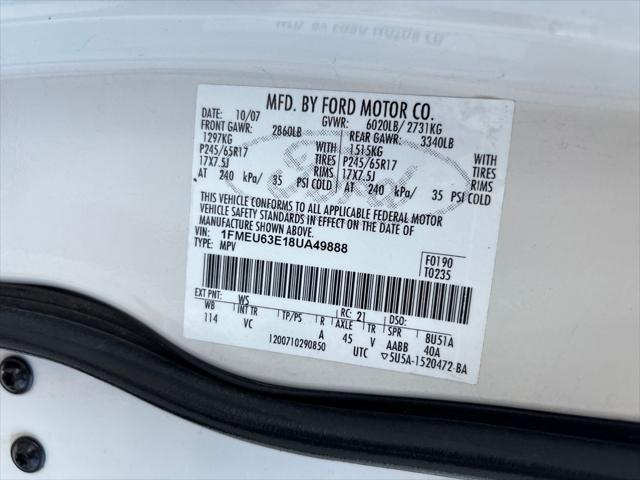 MFD. BY FORD MOTOR CO.
DATE: 10/07 GVWR: 6020LB/ 2731KG
FRONT GAWR: 2860LB REAR GAWR: 3340LB
1297KG WITH 1515KG WITH
P245/65R17 TIRES P245/65R17 TIRES
17X7.5J RIMS 17X7.5J RIMS
AT 240 kPa/ 35 PSI COLD AT 240 kPa/ 35 PSI COLD
THIS VEHICLE CONFORMS TO ALL APPLICABLE FEDERAL MOTOR
VEHICLE SAFETY STANDARDS IN EFFECT ON THE DATE OF
MANUFACTURE SHOWN ABOVE.
VIN: 1FMEU63E18UA49888
TYPE: MPV
F0190
T0235
EXT PNT: WS RC: 21 DSO:
WB INT TR TP/PS R AXLE TR SPR 8U51A
114 VC A 45 V AABB 40A
1200710290850 UTC ▽5U5A-1520472-BA
Ford